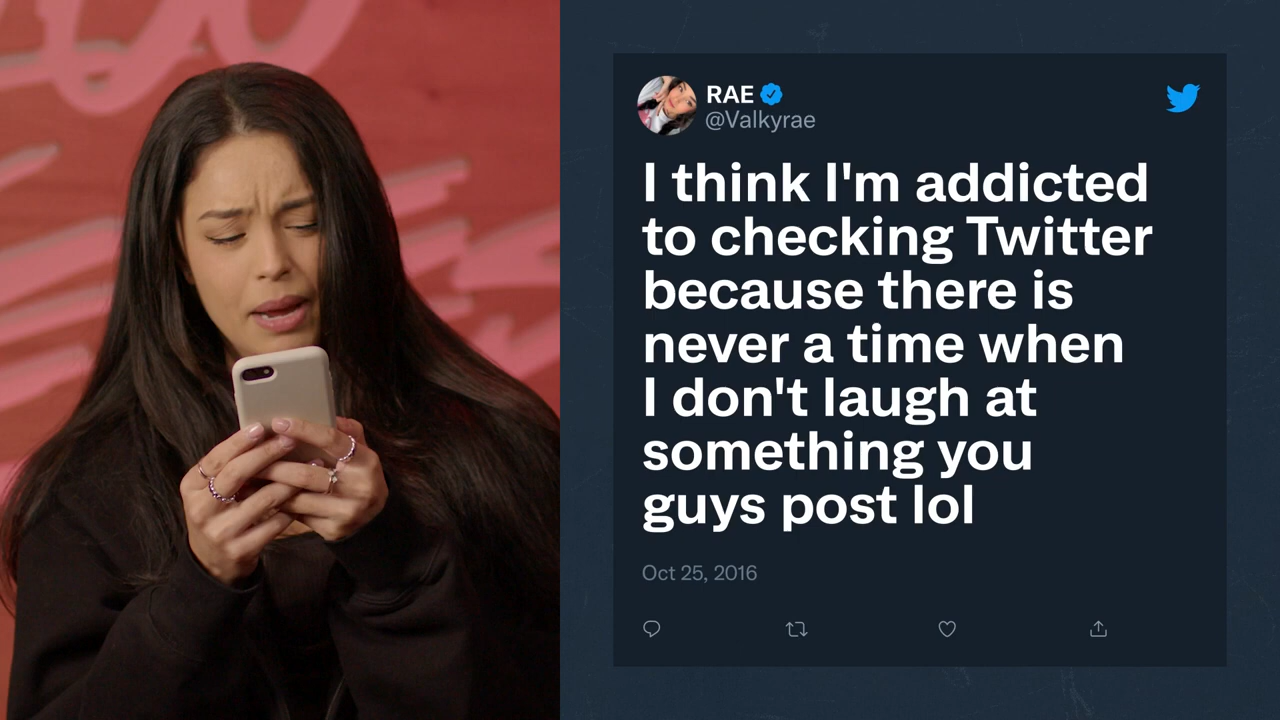 RAE
@Valkyrae
I think I'm addicted
to checking Twitter
because there is
never a time when
I don't laugh at
something you
guys post lol
Oct 25, 2016